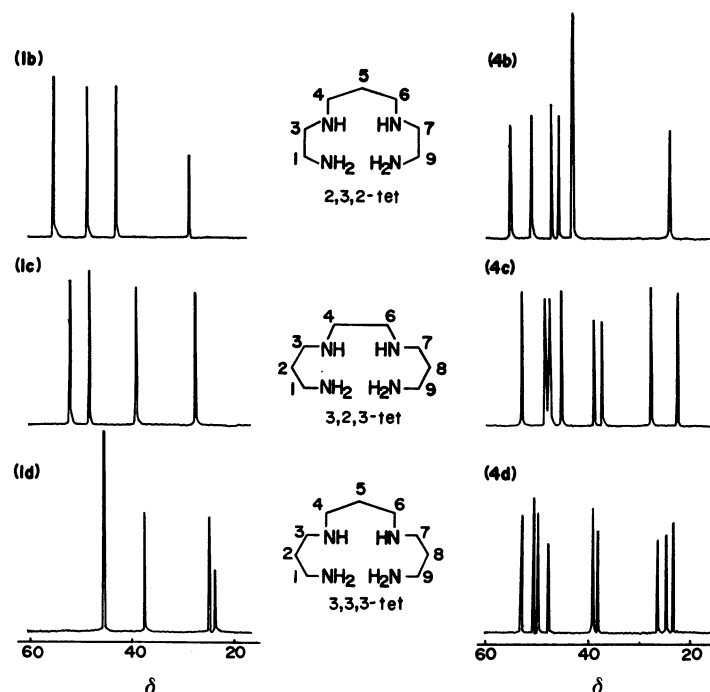 (1b)
5
4 6
3 NH HN 7
1 NH2 H2N 9
2,3,2-tet
(4b)
(1c)
4 6
3 NH HN 7
2 8
1 NH2 H2N 9
3,2,3-tet
(4c)
(1d)
5
4 6
3 NH HN 7
2 8
1 NH2 H2N 9
3,3,3-tet
(4d)
60 40 20
δ
60 40 20
δ